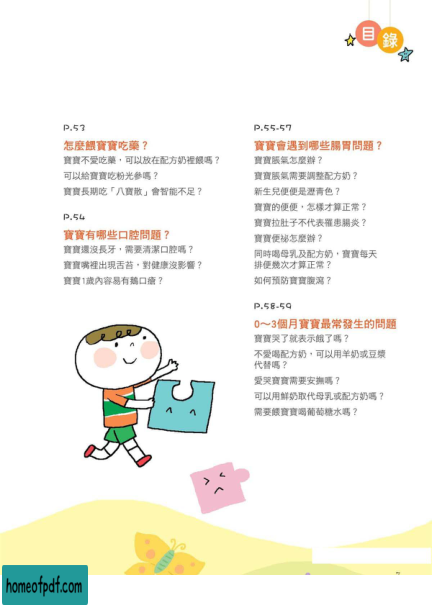 目錄
P.53
怎麼餵寶寶吃藥？
寶寶不愛吃藥，可以放在配方奶裡餵嗎？
可以給寶寶吃粉光參嗎？
寶寶長期吃「八寶散」會智能不足？
P.54
寶寶有哪些口腔問題？
寶寶還沒長牙，需要清潔口腔嗎？
寶寶嘴裡出現舌苔，對健康沒影響？
寶寶1歲內容易有鵝口瘡？
P.55-57
寶寶會遇到哪些腸胃問題？
寶寶脹氣怎麼辦？
寶寶脹氣需要調整配方奶？
新生兒便便是瀝青色？
寶寶的便便，怎樣才算正常？
寶寶拉肚子不代表罹患腸炎？
寶寶便祕怎麼辦？
同時喝母乳及配方奶，寶寶每天
排便幾次才算正常？
如何預防寶寶腹瀉？
P.58-59
0～3個月寶寶最常發生的問題
寶寶哭了就表示餓了嗎？
不愛喝配方奶，可以用羊奶或豆漿
代替嗎？
愛哭寶寶需要安撫嗎？
可以用鮮奶取代母乳或配方奶嗎？
需要餵寶寶喝葡萄糖水嗎？
homeofpdf.com